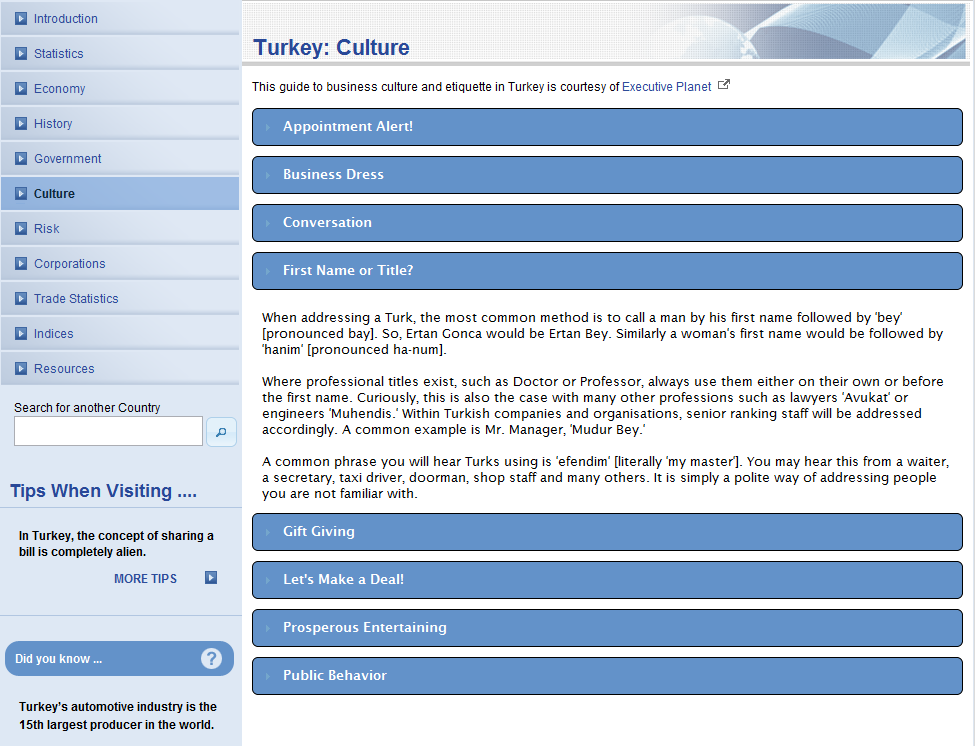 Introduction
Statistics
Economy
History
Government
Culture
Risk
Corporations
Trade Statistics
Indices
Resources
Search for another Country
Tips When Visiting ....
In Turkey, the concept of sharing a
bill is completely alien.
MORE TIPS
Did you know ...
?
Turkey's automotive industry is the
15th largest producer in the world.
Turkey: Culture
This guide to business culture and etiquette in Turkey is courtesy of Executive Planet
Appointment Alert!
Business Dress
Conversation
First Name or Title?
When addressing a Turk, the most common method is to call a man by his first name followed by 'bey'
[pronounced bay]. So, Ertan Gonca would be Ertan Bey. Similarly a woman's first name would be followed by
'hanim' [pronounced ha-num].
Where professional titles exist, such as Doctor or Professor, always use them either on their own or before
the first name. Curiously, this is also the case with many other professions such as lawyers 'Avukat' or
engineers 'Muhendis.' Within Turkish companies and organisations, senior ranking staff will be addressed
accordingly. A common example is Mr. Manager, 'Mudur Bey.'
A common phrase you will hear Turks using is 'efendim' [literally 'my master']. You may hear this from a waiter,
a secretary, taxi driver, doorman, shop staff and many others. It is simply a polite way of addressing people
you are not familiar with.
Gift Giving
Let's Make a Deal!
Prosperous Entertaining
Public Behavior